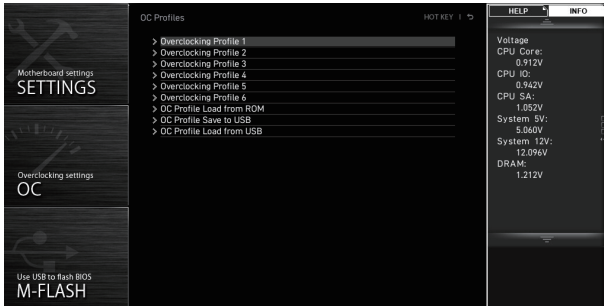 Motherboard settings
SETTINGS
Overclocking settings
OC
Use USB to flash BIOS
M-FLASH
OC Profiles
HOT KEY |
> Overclocking Profile 1
> Overclocking Profile 2
> Overclocking Profile 3
> Overclocking Profile 4
> Overclocking Profile 5
> Overclocking Profile 6
> OC Profile Load from ROM
> OC Profile Save to USB
> OC Profile Load from USB
HELP
INFO
Voltage
CPU Core:
0.912V
CPU IO:
0.942V
CPU SA:
1.052V
System 5V:
5.060V
System 12V:
12.096V
DRAM:
1.212V